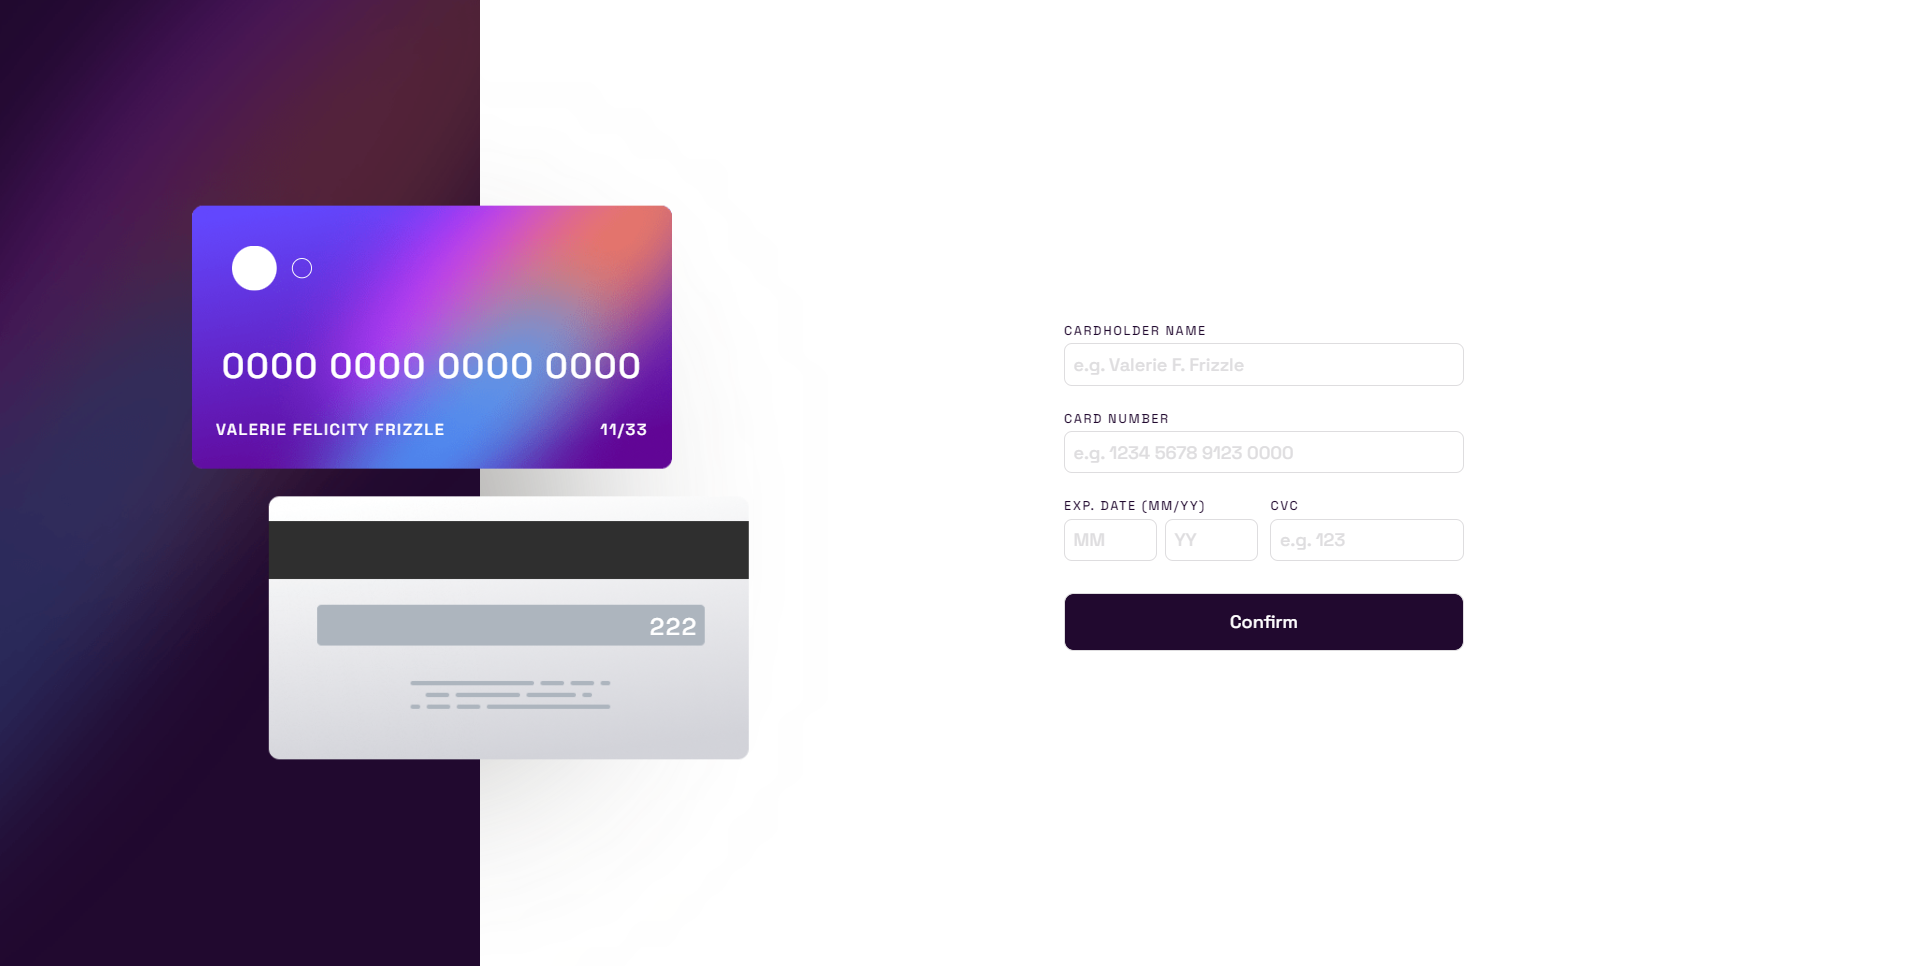 0000 0000 0000 0000
VALERIE FELICITY FRIZZLE 11/33
222
CARDHOLDER NAME
e.g. Valerie F. Frizzle
CARD NUMBER
e.g. 1234 5678 9123 0000
EXP. DATE (MM/YY) CVC
MM YY e.g. 123
Confirm